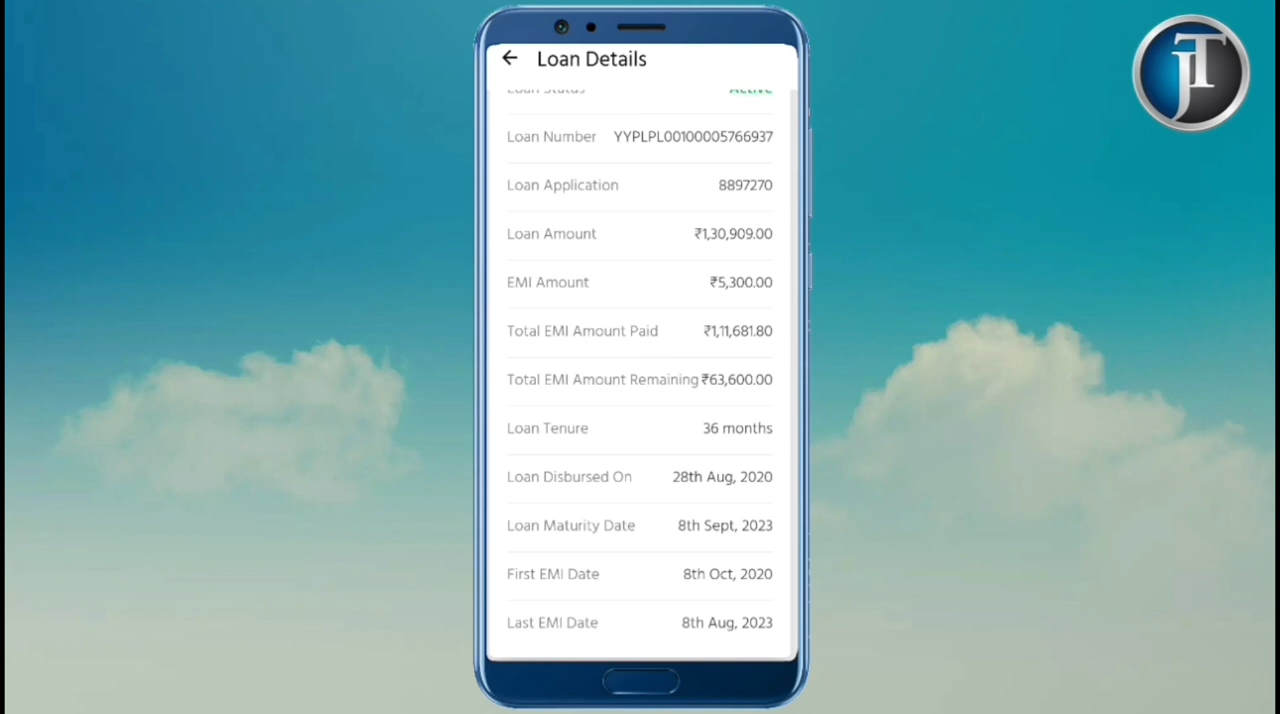 Loan Details
Loan Status Active
Loan Number YYPLPL00100005766937
Loan Application 8897270
Loan Amount ₹1,30,909.00
EMI Amount ₹5,300.00
Total EMI Amount Paid ₹1,11,681.80
Total EMI Amount Remaining ₹63,600.00
Loan Tenure 36 months
Loan Disbursed On 28th Aug, 2020
Loan Maturity Date 8th Sept, 2023
First EMI Date 8th Oct, 2020
Last EMI Date 8th Aug, 2023
JT